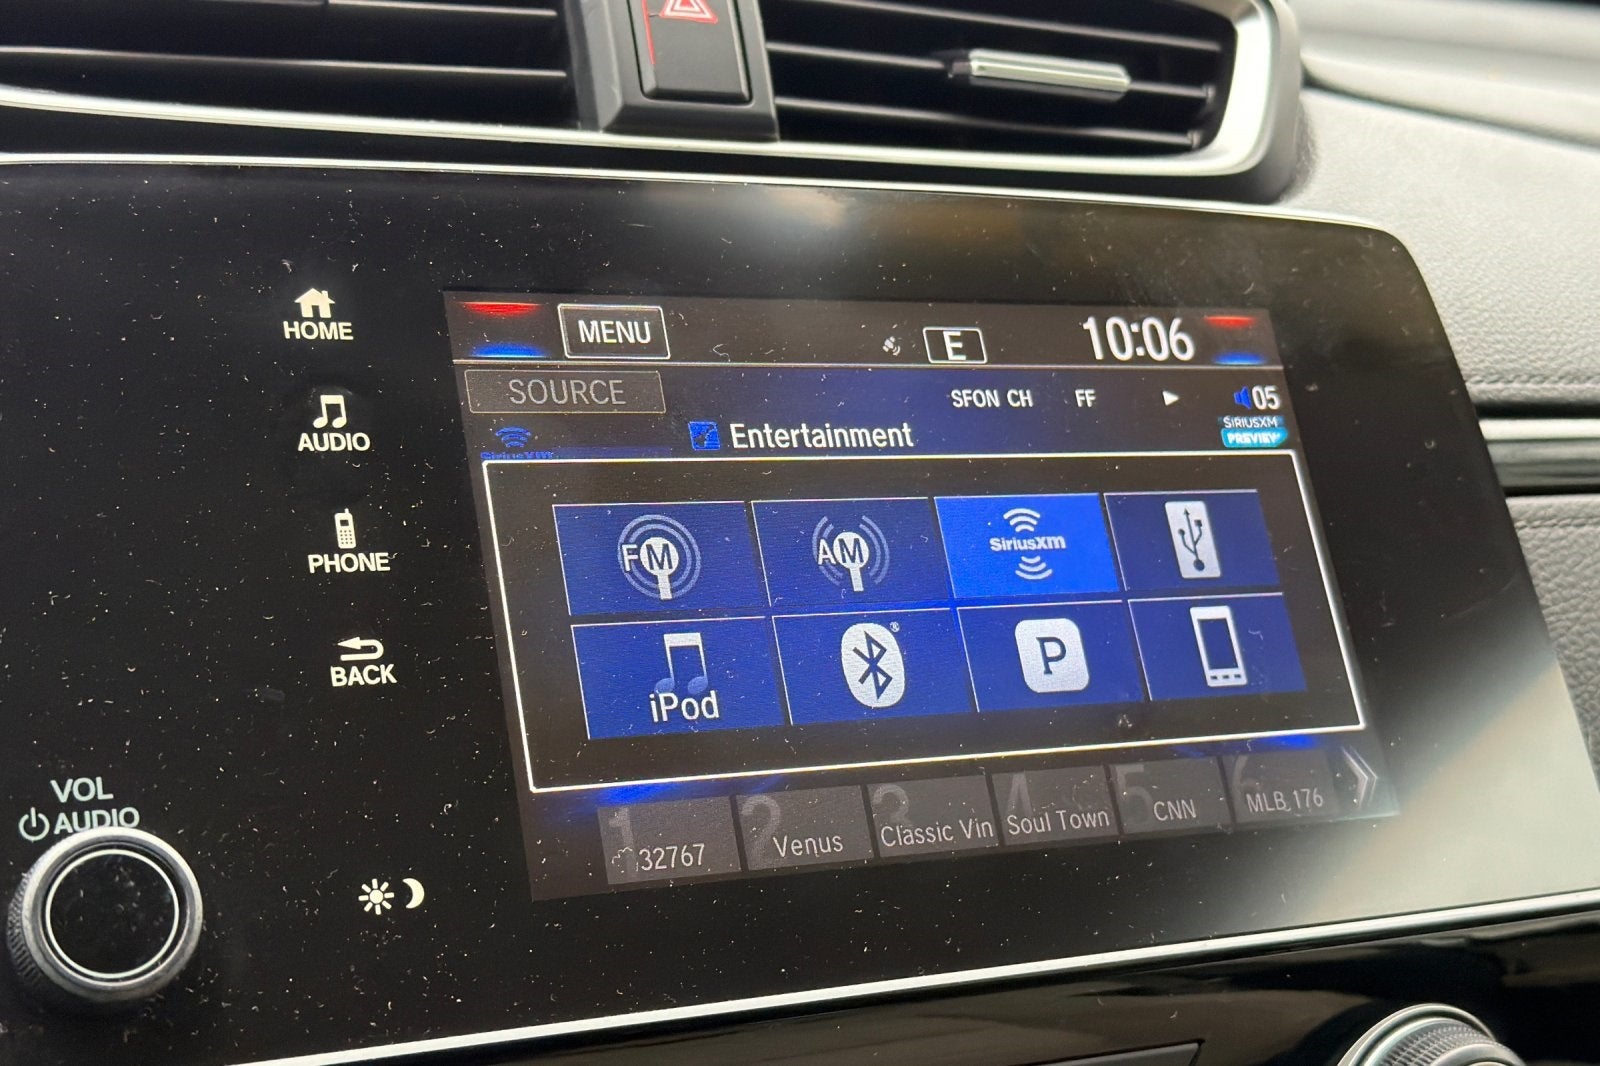 HOME
AUDIO
PHONE
BACK
VOL
AUDIO
MENU
E
10:06
SOURCE
SFON CH FF
05
SiriusXM
Entertainment
SIRIUSXM
PREVIEW
FM
AM
SiriusXM
iPod
®
P
1 32767
2 Venus
3 Classic Vin
4 Soul Town
5 CNN
6 MLB 176